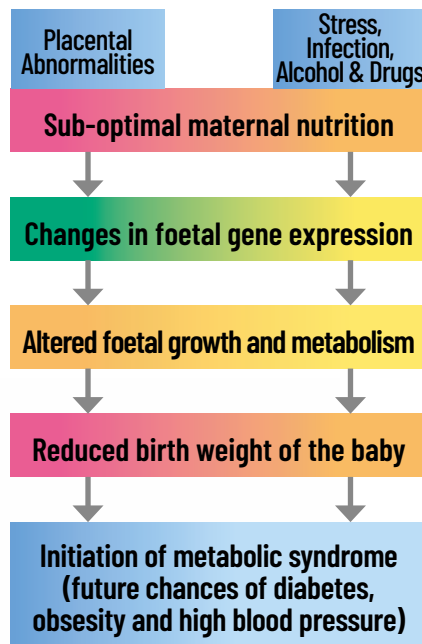 Placental
Abnormalities
Stress,
Infection,
Alcohol & Drugs
Sub-optimal maternal nutrition
Changes in foetal gene expression
Altered foetal growth and metabolism
Reduced birth weight of the baby
Initiation of metabolic syndrome
(future chances of diabetes,
obsesity and high blood pressure)